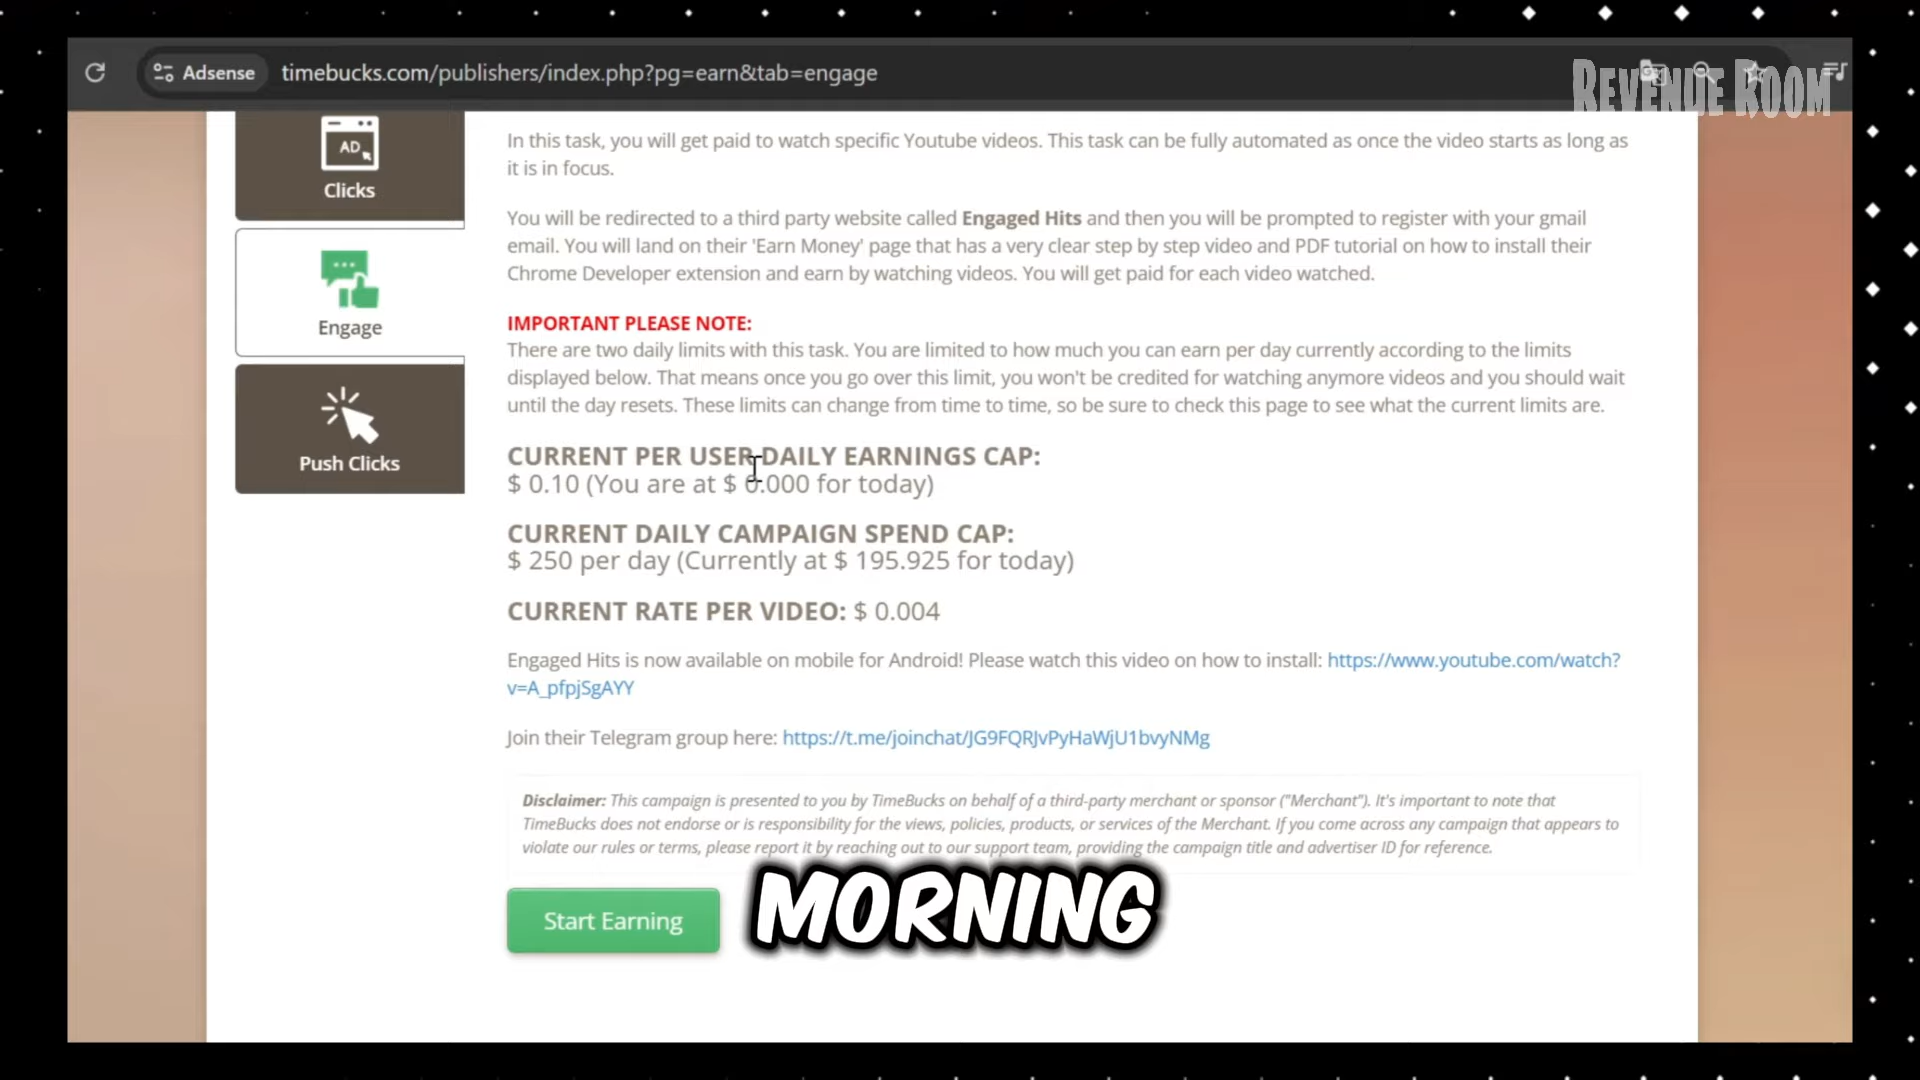 Adsense
timebucks.com/publishers/index.php?pg=earn&tab=engage
REVENUE ROOM
AD
Clicks
Engage
Push Clicks
In this task, you will get paid to watch specific Youtube videos. This task can be fully automated as once the video starts as long as
it is in focus.
You will be redirected to a third party website called Engaged Hits and then you will be prompted to register with your gmail
email. You will land on their 'Earn Money' page that has a very clear step by step video and PDF tutorial on how to install their
Chrome Developer extension and earn by watching videos. You will get paid for each video watched.
IMPORTANT PLEASE NOTE:
There are two daily limits with this task. You are limited to how much you can earn per day currently according to the limits
displayed below. That means once you go over this limit, you won't be credited for watching anymore videos and you should wait
until the day resets. These limits can change from time to time, so be sure to check this page to see what the current limits are.
CURRENT PER USER DAILY EARNINGS CAP:
$ 0.10 (You are at $ 0.000 for today)
CURRENT DAILY CAMPAIGN SPEND CAP:
$ 250 per day (Currently at $ 195.925 for today)
CURRENT RATE PER VIDEO: $ 0.004
Engaged Hits is now available on mobile for Android! Please watch this video on how to install: https://www.youtube.com/watch?
v=A_pfpjSgAYY
Join their Telegram group here: https://t.me/joinchat/JG9FQRJvPyHaWjU1bvyNMg
Disclaimer: This campaign is presented to you by TimeBucks on behalf of a third-party merchant or sponsor ("Merchant"). It's important to note that
TimeBucks does not endorse or is responsibility for the views, policies, products, or services of the Merchant. If you come across any campaign that appears to
violate our rules or terms, please report it by reaching out to our support team, providing the campaign title and advertiser ID for reference.
Start Earning
MORNING